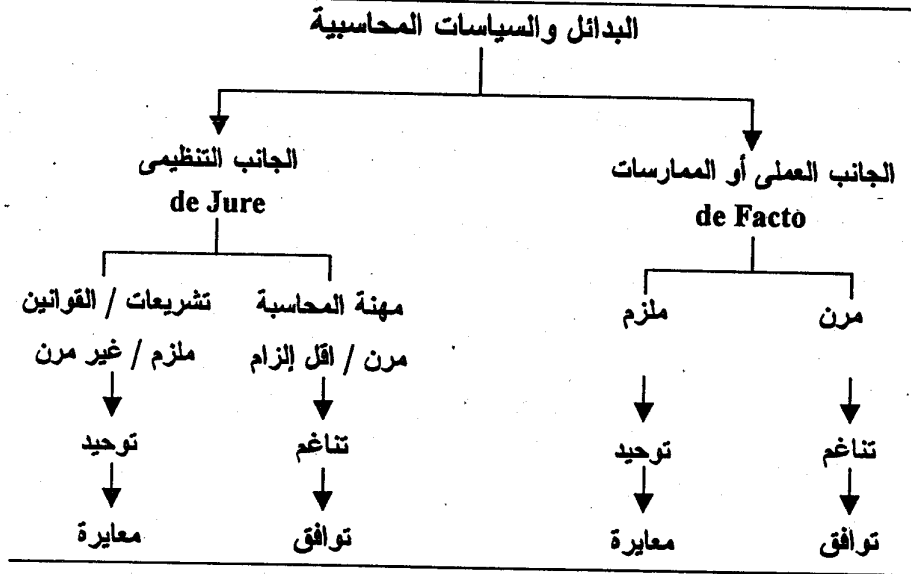 البدائل والسياسات المحاسبية
الجانب العملى أو الممارسات
de Facto
الجانب التنظيمى
de Jure
مرن
ملزم
مهنة المحاسبة
تشريعات / القوانين
مرن / اقل إلزام
ملزم / غير مرن
تناغم
توحيد
تناغم
توحيد
توافق
معايرة
توافق
معايرة